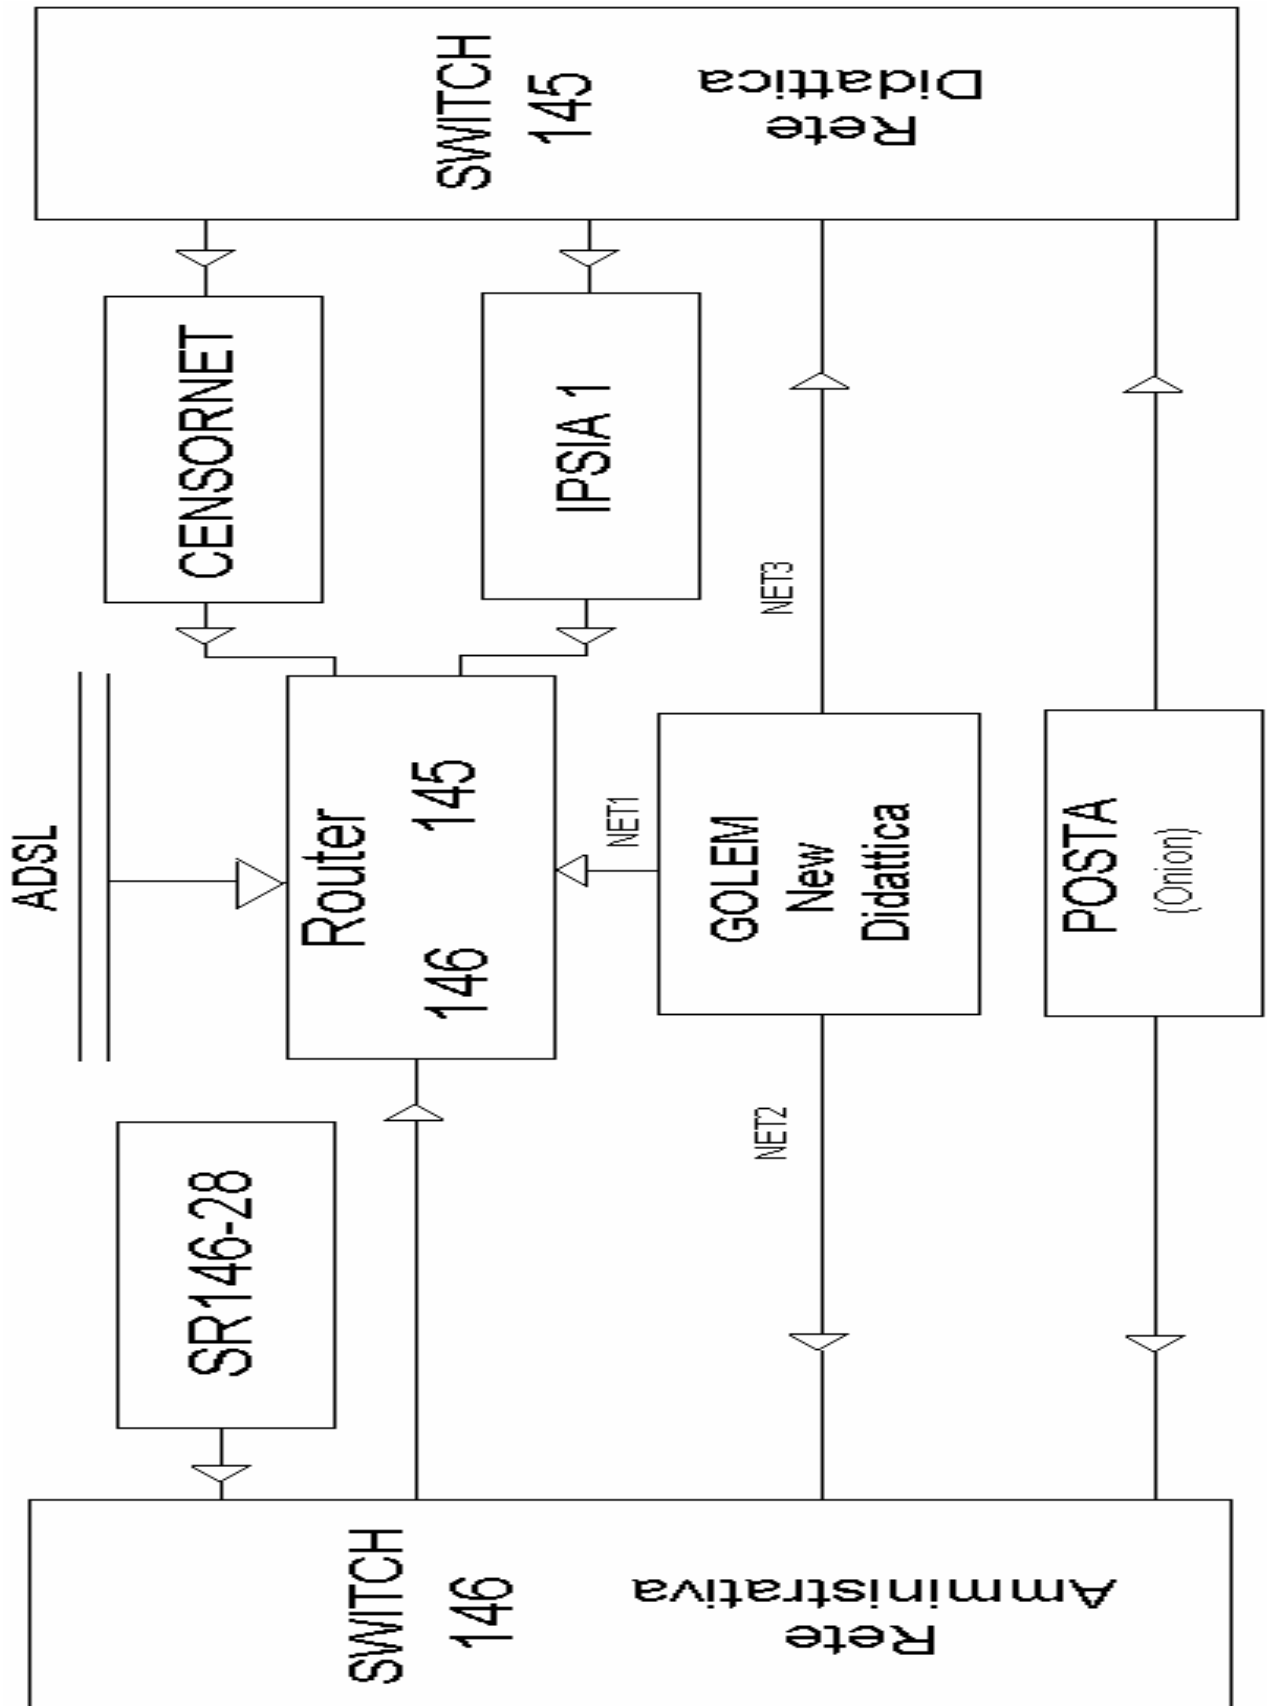 SWITCH
145
Rete
Didattica
CENSORNET
IPSIA 1
NET3
ADSL
Router
146 145
NET1
GOLEM
New
Didattica
POSTA
(Onion)
SR146-28
NET2
SWITCH
146
Rete
Amministrativa